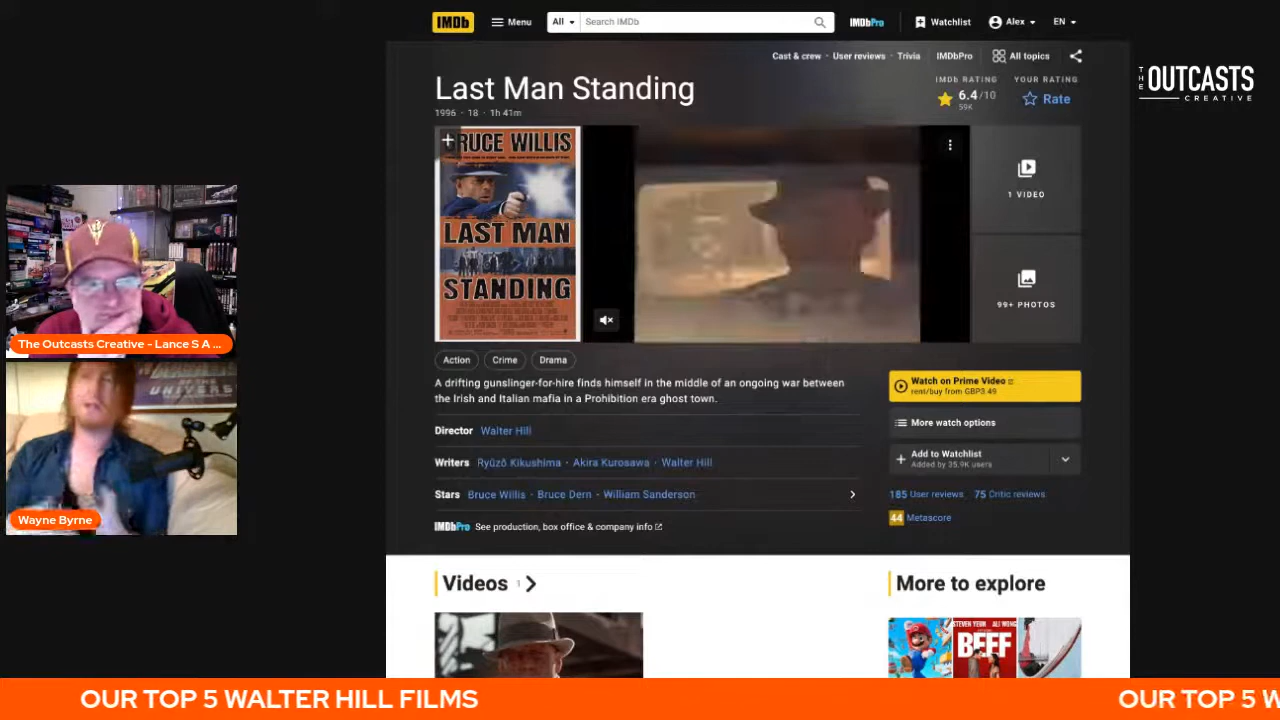 IMDb
Menu
All
Search IMDb
IMDbPro
Watchlist
Alex
EN
Cast & crew · User reviews · Trivia
IMDbPro
All topics
Last Man Standing
1996 · 18 · 1h 41m
IMDb RATING
6.4/10
59K
YOUR RATING
Rate
THE OUTCASTS
CREATIVE
BRUCE WILLIS
LAST MAN
STANDING
1 VIDEO
99+ PHOTOS
Action
Crime
Drama
A drifting gunslinger-for-hire finds himself in the middle of an ongoing war between
the Irish and Italian mafia in a Prohibition era ghost town.
Director Walter Hill
Writers Ryûzô Kikushima · Akira Kurosawa · Walter Hill
Stars Bruce Willis · Bruce Dern · William Sanderson
IMDbPro See production, box office & company info
Watch on Prime Video
rent/buy from GBP3.49
More watch options
Add to Watchlist
Added by 35.9K users
185 User reviews
75 Critic reviews
44 Metascore
Videos 1
More to explore
STEVEN YEUN ALI WONG
BEEF
The Outcasts Creative - Lance S A ...
Wayne Byrne
OUR TOP 5 WALTER HILL FILMS
OUR TOP 5 W